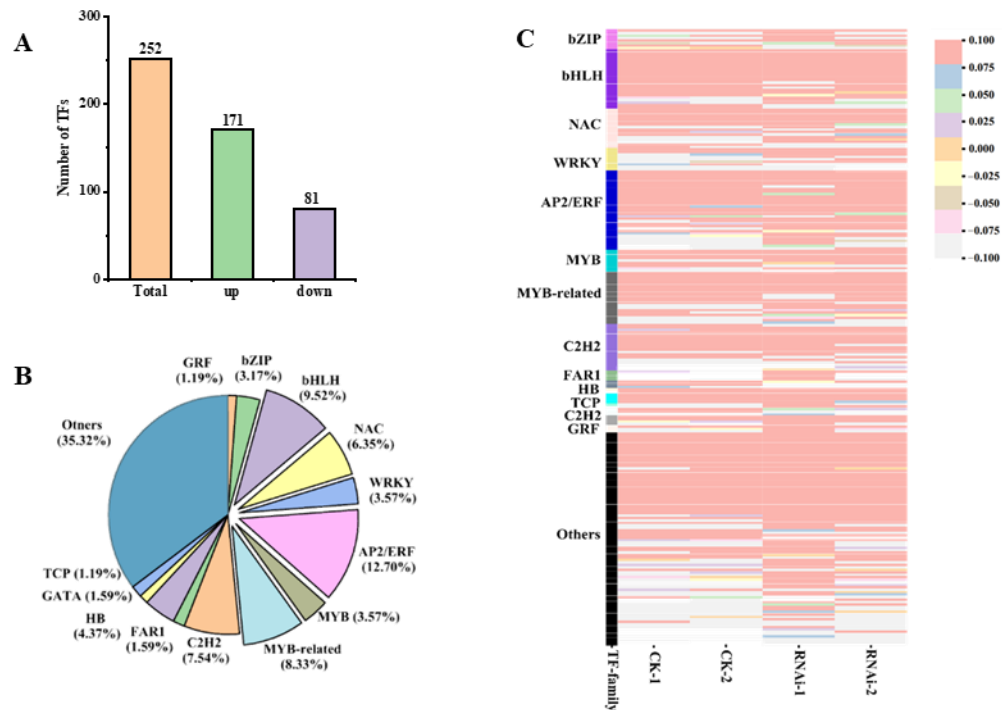 A
Number of TFs
300
200
100
0
252
171
81
Total
up
down
B
GRF
(1.19%)
bZIP
(3.17%)
bHLH
(9.52%)
NAC
(6.35%)
WRKY
(3.57%)
AP2/ERF
(12.70%)
MYB (3.57%)
MYB-related
(8.33%)
C2H2
(7.54%)
FAR1
(1.59%)
HB
(4.37%)
GATA (1.59%)
TCP (1.19%)
Otners
(35.32%)
C
bZIP
bHLH
NAC
WRKY
AP2/ERF
MYB
MYB-related
C2H2
FAR1
HB
TCP
C2H2
GRF
Others
TF-family
CK-1
CK-2
RNAi-1
RNAi-2
0.100
0.075
0.050
0.025
0.000
−0.025
−0.050
−0.075
−0.100